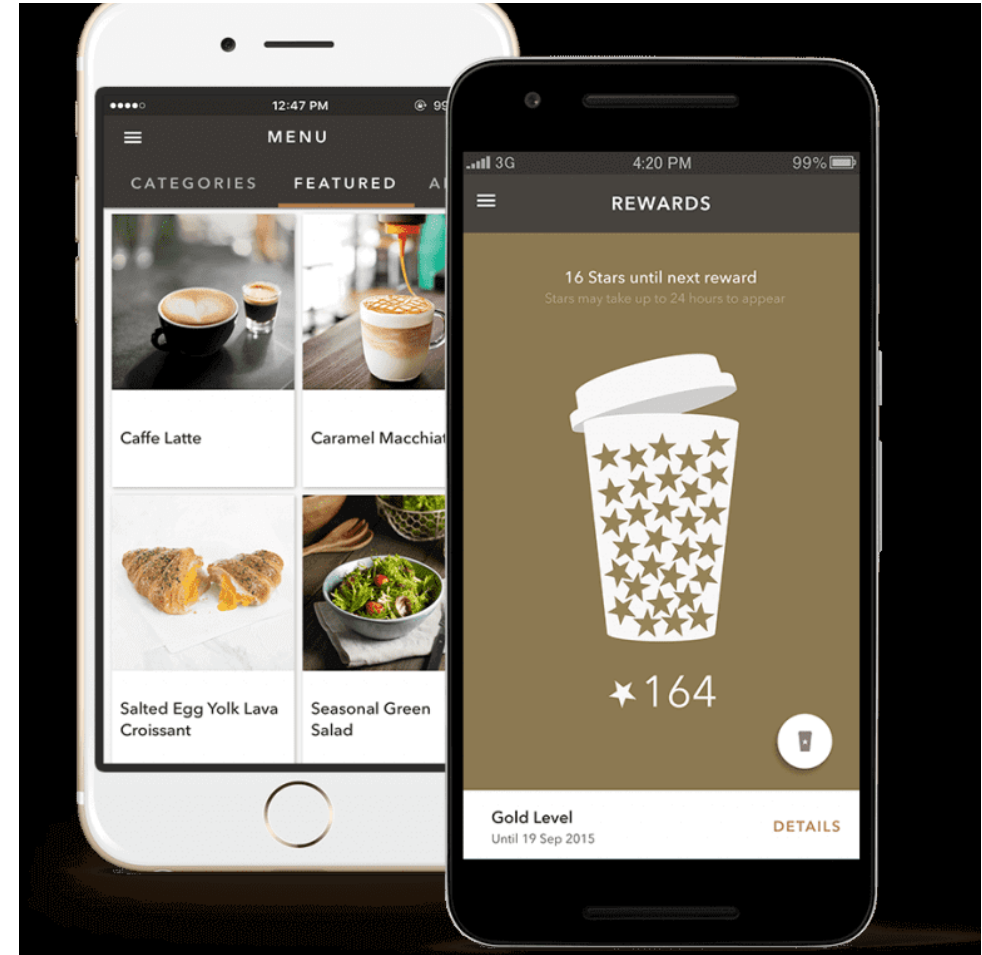 12:47 PM
99
MENU
CATEGORIES FEATURED
Caffe Latte
Caramel Macchiat
Salted Egg Yolk Lava
Croissant
Seasonal Green
Salad
3G 4:20 PM 99%
REWARDS
16 Stars until next reward
Stars may take up to 24 hours to appear
164
Gold Level
Until 19 Sep 2015
DETAILS